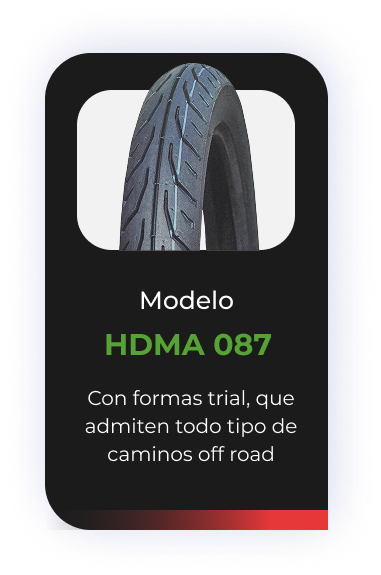 Modelo
HDMA 087
Con formas trial, que
admiten todo tipo de
caminos off road